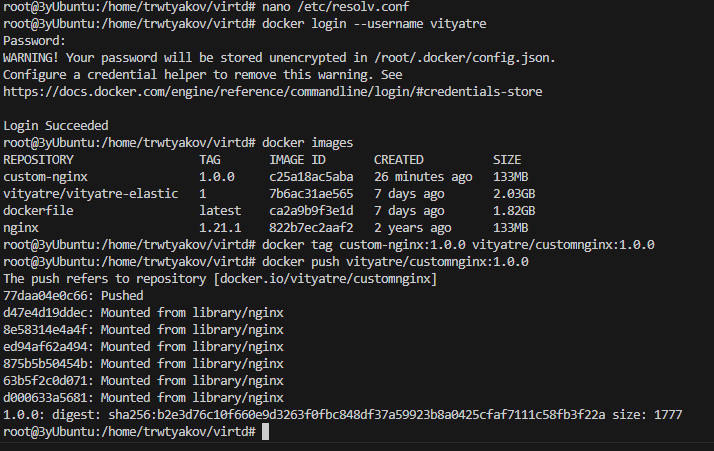 root@3yUbuntu:/home/trwtyakov/virtd# nano /etc/resolv.conf
root@3yUbuntu:/home/trwtyakov/virtd# docker login --username vityatre
Password:
WARNING! Your password will be stored unencrypted in /root/.docker/config.json.
Configure a credential helper to remove this warning. See
https://docs.docker.com/engine/reference/commandline/login/#credentials-store
Login Succeeded
root@3yUbuntu:/home/trwtyakov/virtd# docker images
REPOSITORY TAG IMAGE ID CREATED SIZE
custom-nginx 1.0.0 c25a18ac5aba 26 minutes ago 133MB
vityatre/vityatre-elastic 1 7b6ac31ae565 7 days ago 2.03GB
dockerfile latest ca2a9b9f3e1d 7 days ago 1.82GB
nginx 1.21.1 822b7ec2aaf2 2 years ago 133MB
root@3yUbuntu:/home/trwtyakov/virtd# docker tag custom-nginx:1.0.0 vityatre/customnginx:1.0.0
root@3yUbuntu:/home/trwtyakov/virtd# docker push vityatre/customnginx:1.0.0
The push refers to repository [docker.io/vityatre/customnginx]
77daa04e0c66: Pushed
d47e4d19ddec: Mounted from library/nginx
8e58314e4a4f: Mounted from library/nginx
ed94af62a494: Mounted from library/nginx
875b5b50454b: Mounted from library/nginx
63b5f2c0d071: Mounted from library/nginx
d000633a5681: Mounted from library/nginx
1.0.0: digest: sha256:b2e3d76c10f660e9d3263f0fbc848df37a59923b8a0425cfaf7111c58fb3f22a size: 1777
root@3yUbuntu:/home/trwtyakov/virtd#